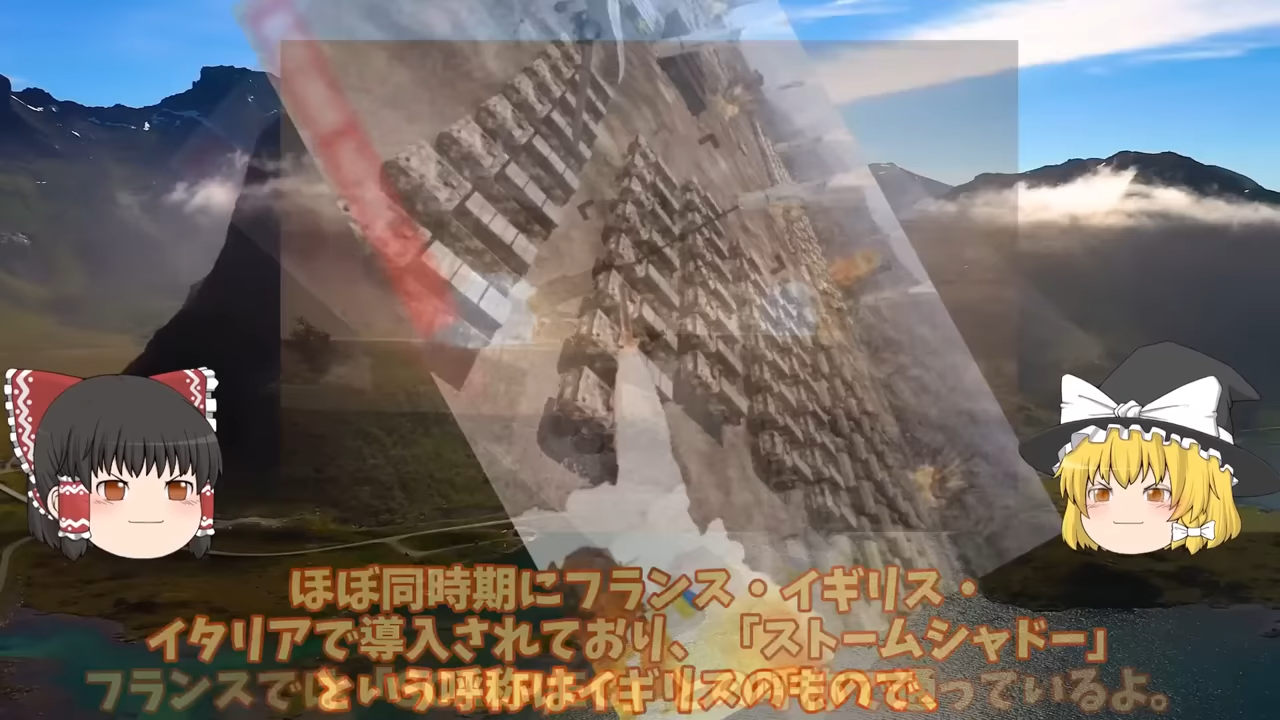 ほぼ同時期にフランス・イギリス・
イタリアで導入されており、「ストームシャドー」
という呼称はイギリスのもので、
フランスでは っているよ。